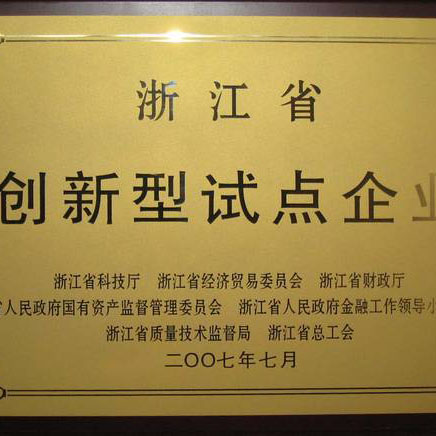 浙江省
创新型试点企业
浙江省科技厅 浙江省经济贸易委员会 浙江省财政厅
省人民政府国有资产监督管理委员会 浙江省人民政府金融工作领导小
浙江省质量技术监督局 浙江省总工会
二〇〇七年七月